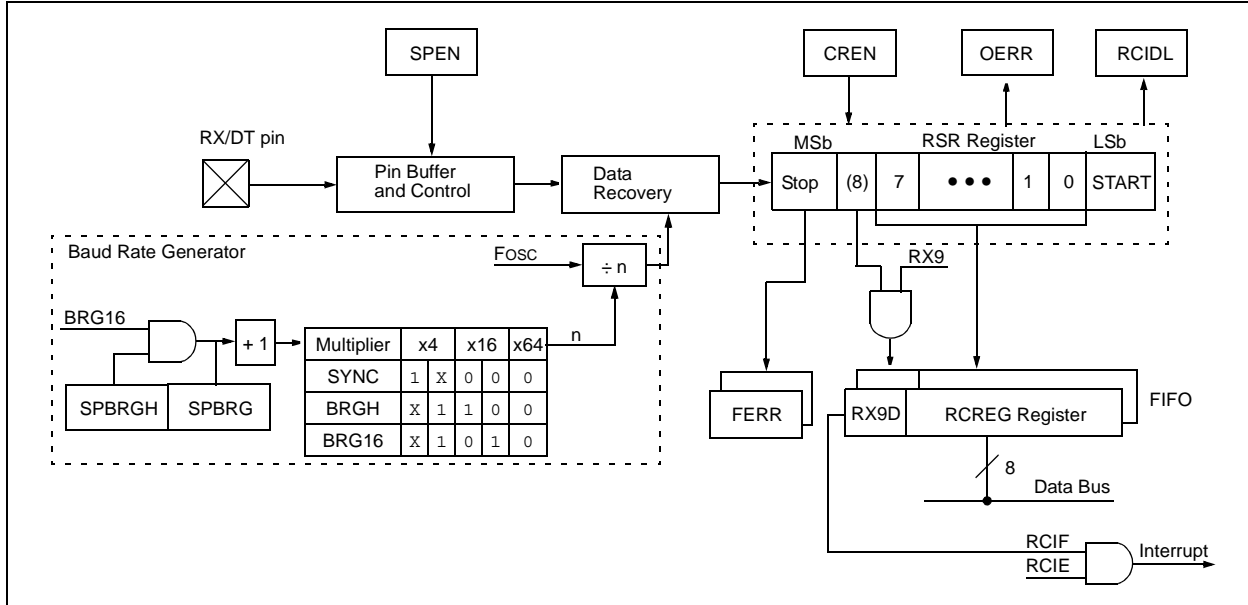 SPEN
CREN
OERR
RCIDL
RX/DT pin
Pin Buffer
and Control
Data
Recovery
MSb
RSR Register
LSb
Stop (8) 7 • • • 1 0 START
Baud Rate Generator
FOSC
÷ n
RX9
BRG16
+ 1
n
SPBRGH SPBRG
Multiplier x4 x16 x64
SYNC 1 X 0 0 0
BRGH X 1 1 0 0
BRG16 X 1 0 1 0
FERR
RX9D RCREG Register
FIFO
8
Data Bus
RCIF
RCIE
Interrupt